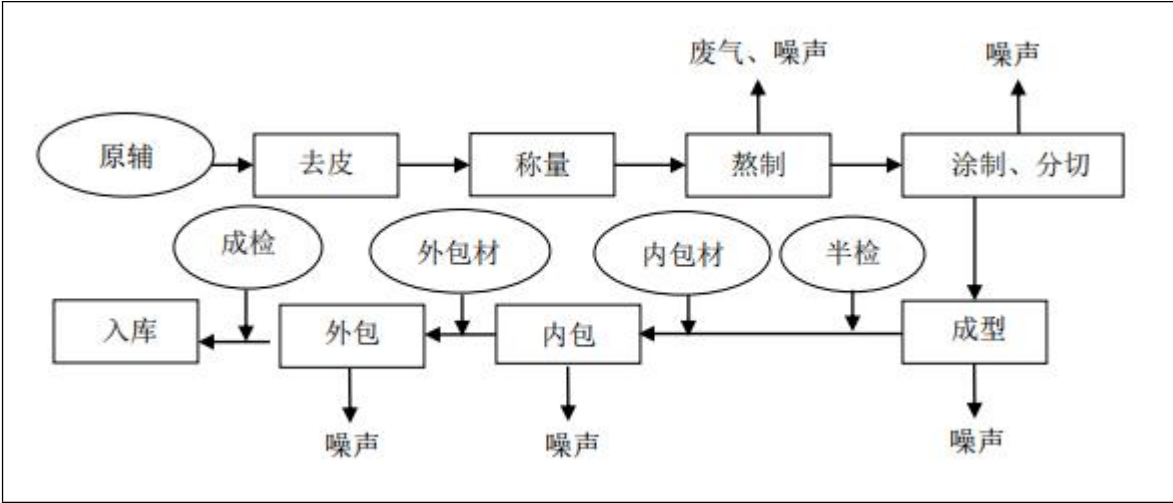 废气、噪声
噪声
原辅
去皮
称量
熬制
涂制、分切
成检
外包材
内包材
半检
入库
外包
内包
成型
噪声
噪声
噪声